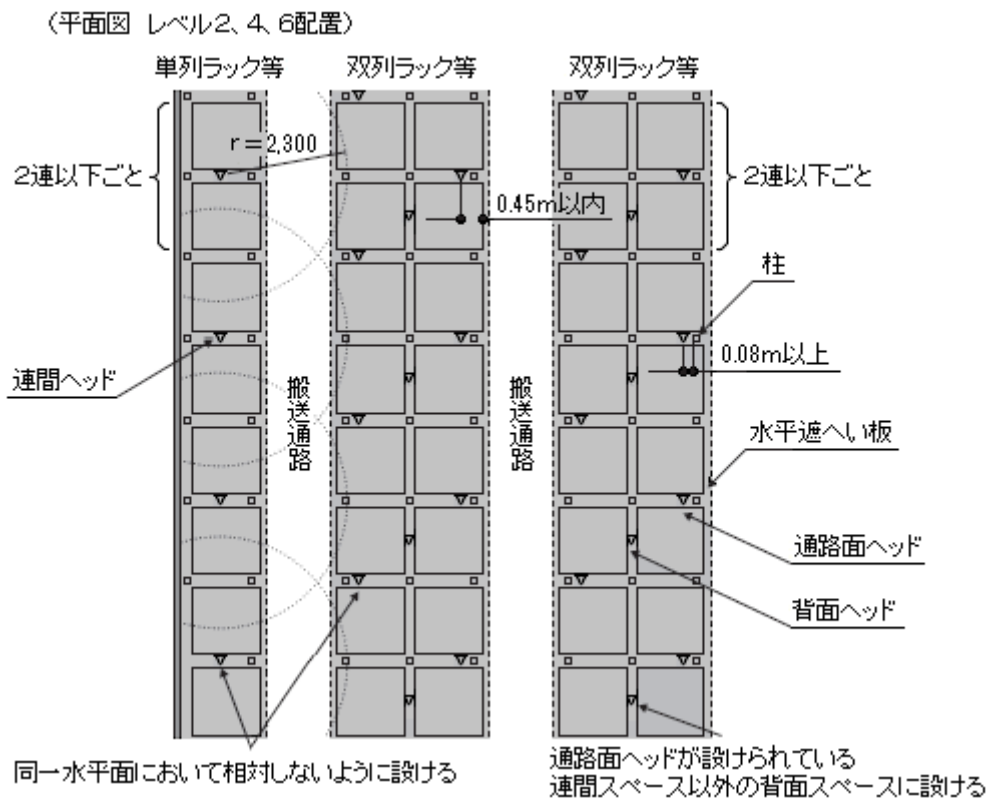 （平面図 レベル2、4、6配置）
単列ラック等
双列ラック等
双列ラック等
r＝2,300
2連以下ごと
2連以下ごと
0.45m以内
柱
0.08m以上
連間ヘッド
搬送通路
搬送通路
水平遮へい板
通路面ヘッド
背面ヘッド
同一水平面において相対しないように設ける
通路面ヘッドが設けられている
連間スペース以外の背面スペースに設ける